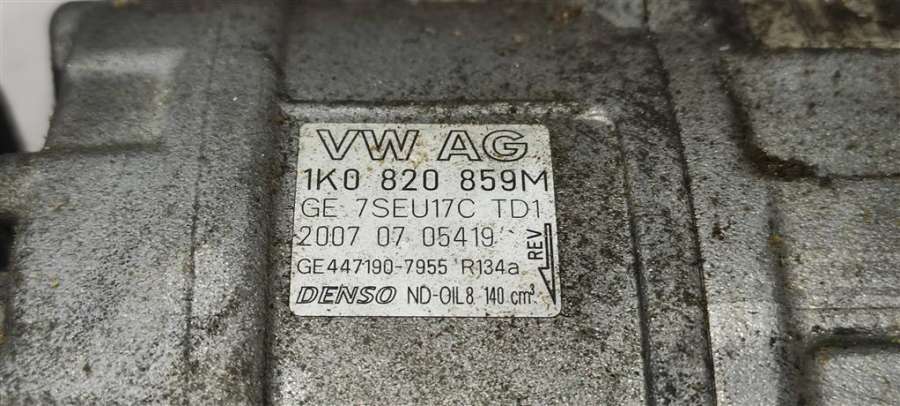 VW AG
1K0 820 859M
GE 7SEU17C TD1
2007 07 05419
REV
GE447190-7955 R134a
DENSO ND-OIL8 140 cm³